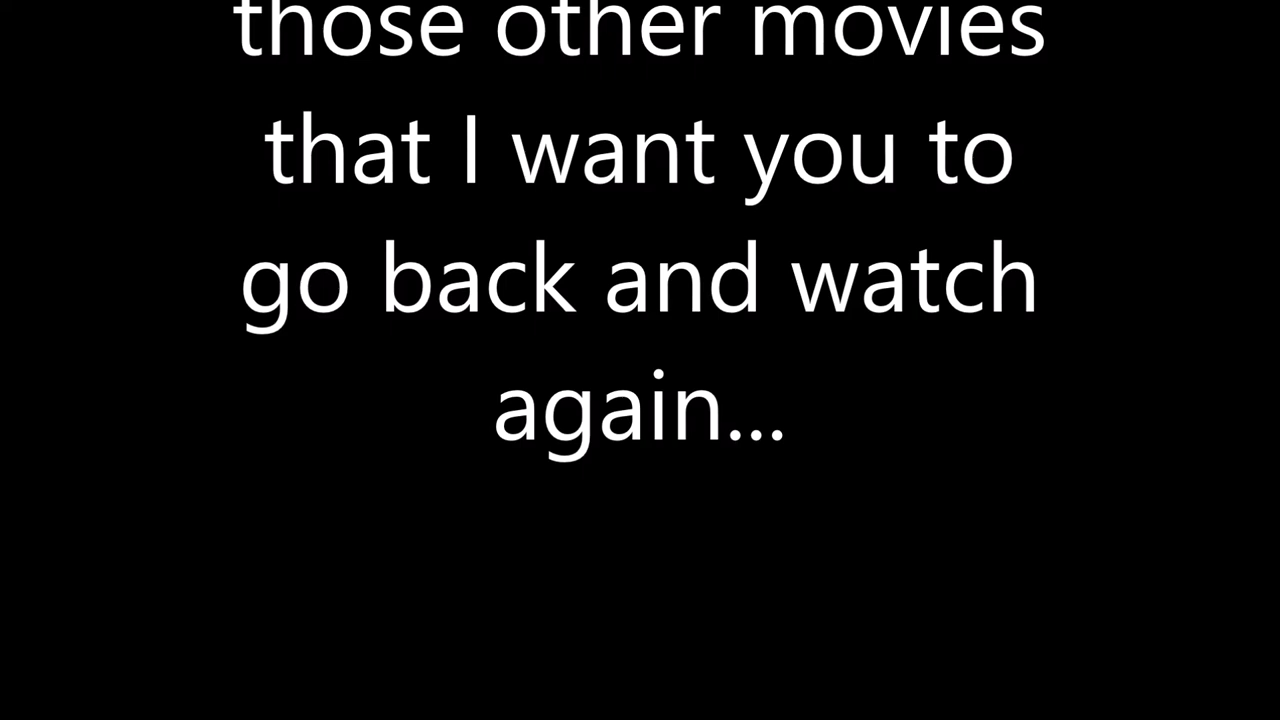 those other movies
that I want you to
go back and watch
again...